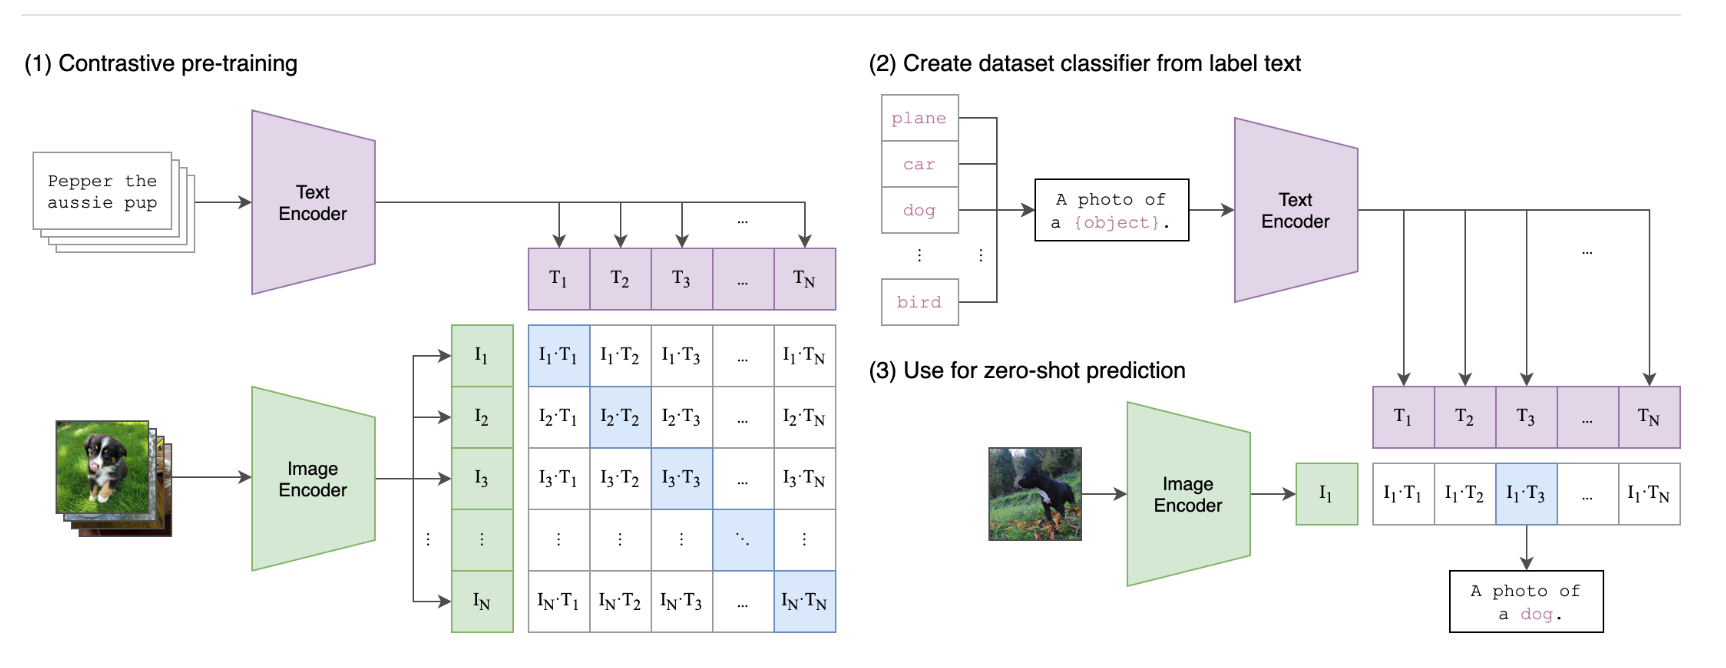 (1) Contrastive pre-training
Pepper the
aussie pup
Text
Encoder
...
T1 T2 T3 ... TN
Image
Encoder
I1 I1·T1 I1·T2 I1·T3 ... I1·TN
I2 I2·T1 I2·T2 I2·T3 ... I2·TN
I3 I3·T1 I3·T2 I3·T3 ... I3·TN
⋮ ⋮ ⋮ ⋮ ⋮ ⋱ ⋮
IN IN·T1 IN·T2 IN·T3 ... IN·TN
(2) Create dataset classifier from label text
plane
car
dog
⋮ ⋮
bird
A photo of
a {object}.
Text
Encoder
...
(3) Use for zero-shot prediction
T1 T2 T3 ... TN
Image
Encoder
I1 I1·T1 I1·T2 I1·T3 ... I1·TN
A photo of
a dog.